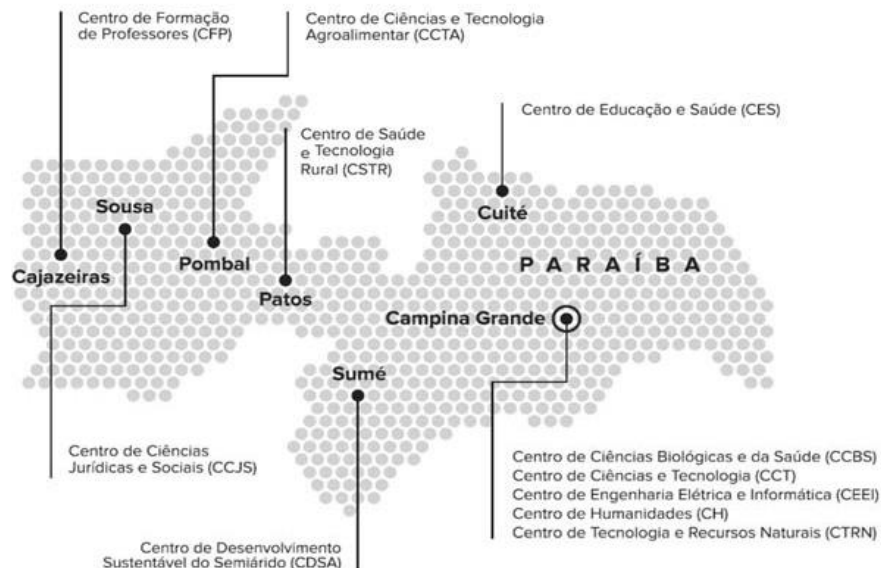 Centro de Formação
de Professores (CFP)
Centro de Ciências e Tecnologia
Agroalimentar (CCTA)
Centro de Educação e Saúde (CES)
Centro de Saúde
e Tecnologia
Rural (CSTR)
Sousa
Cuité
Cajazeiras
Pombal
PARAÍBA
Patos
Campina Grande
Sumé
Centro de Ciências
Jurídicas e Sociais (CCJS)
Centro de Ciências Biológicas e da Saúde (CCBS)
Centro de Ciências e Tecnologia (CCT)
Centro de Engenharia Elétrica e Informática (CEEI)
Centro de Humanidades (CH)
Centro de Tecnologia e Recursos Naturais (CTRN)
Centro de Desenvolvimento
Sustentável do Semiárido (CDSA)